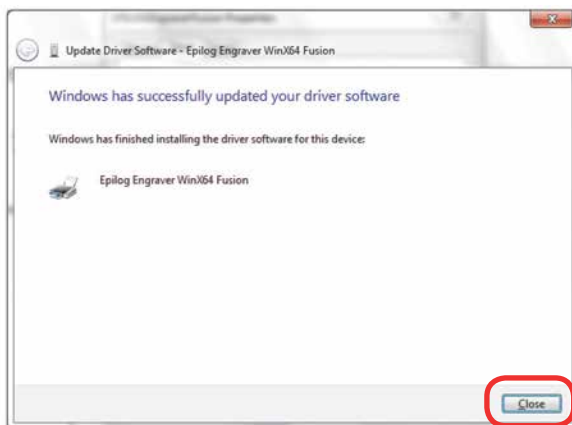 Update Driver Software - Epilog Engraver WinX64 Fusion
Windows has successfully updated your driver software
Windows has finished installing the driver software for this device:
Epilog Engraver WinX64 Fusion
Close